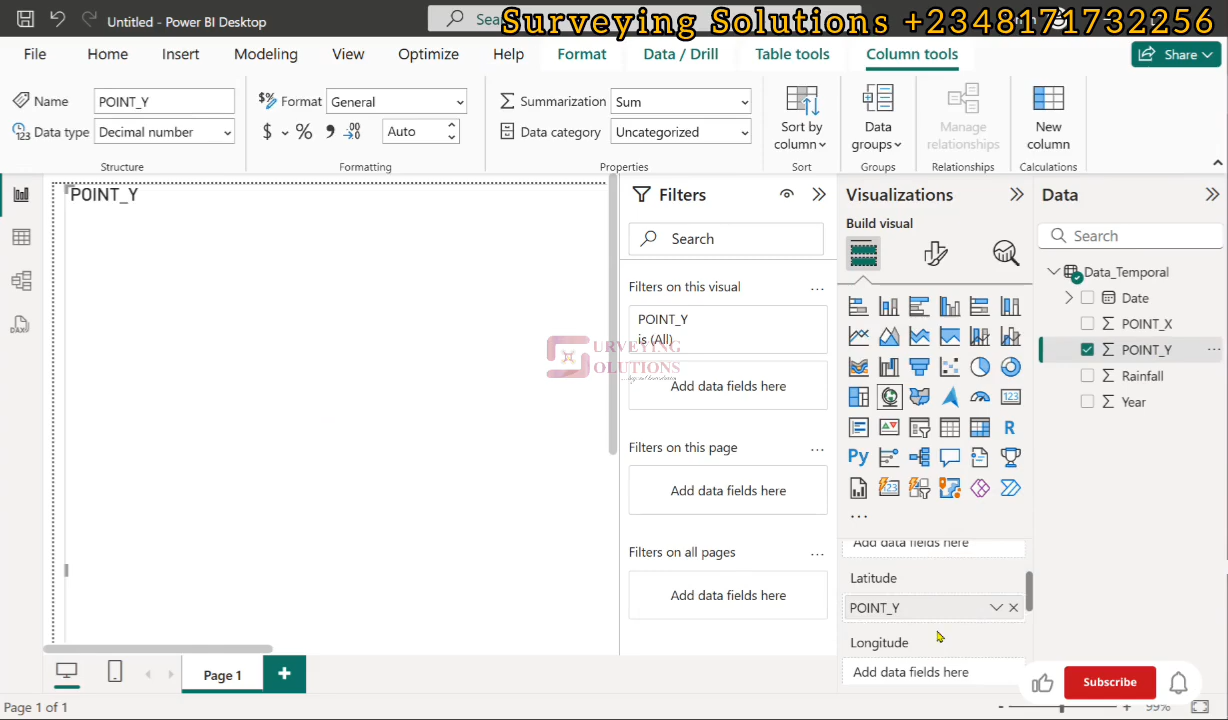 Untitled - Power BI Desktop
Surveying Solutions +2348171732256
File
Home
Insert
Modeling
View
Optimize
Help
Format
Data / Drill
Table tools
Column tools
Share
Name
POINT_Y
Data type
Decimal number
Structure
Format
General
$
%
Auto
Formatting
Summarization
Sum
Data category
Uncategorized
Properties
Sort by
column
Sort
Data
groups
Groups
Manage
relationships
Relationships
New
column
Calculations
POINT_Y
Filters
Search
Filters on this visual
POINT_Y
is (All)
Add data fields here
Filters on this page
Add data fields here
Filters on all pages
Add data fields here
URVEYING
OLUTIONS
Visualizations
Build visual
123
R
Py
123
Add data fields here
Latitude
POINT_Y
Longitude
Add data fields here
Data
Search
Data_Temporal
Date
POINT_X
POINT_Y
Rainfall
Year
Page 1
Subscribe
Page 1 of 1
99%